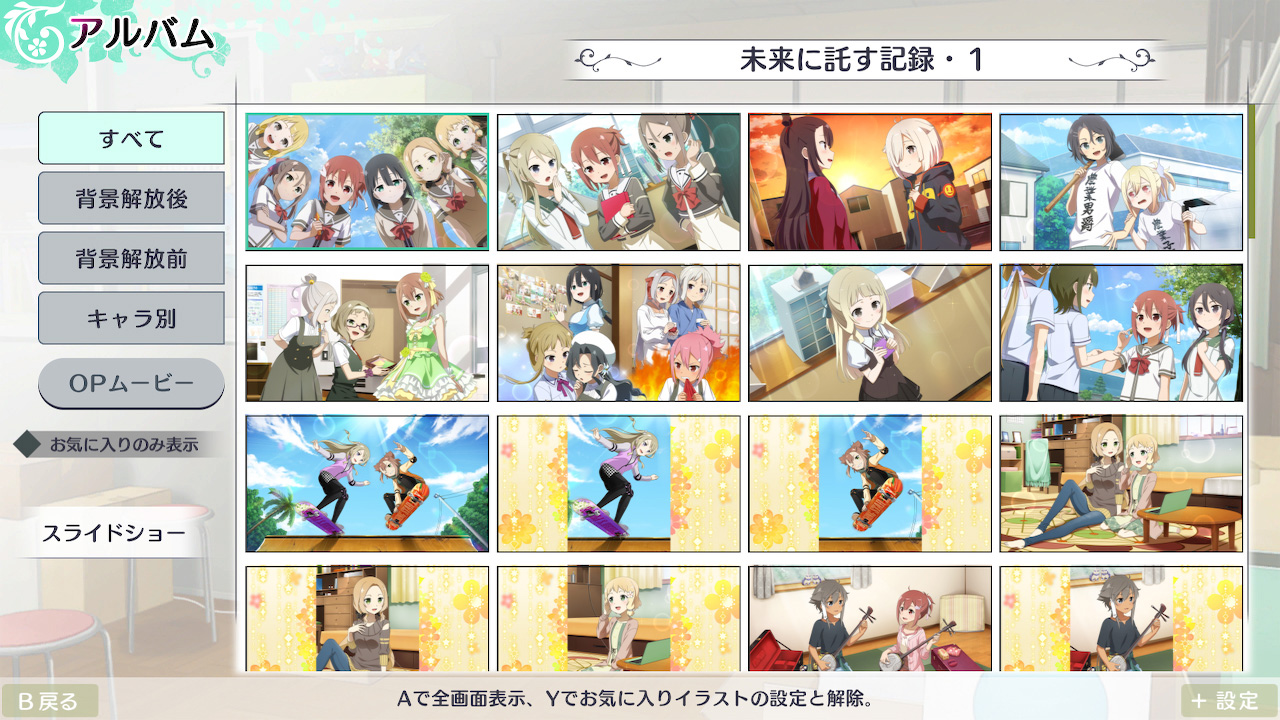 アルバム
未来に託す記録・1
すべて
背景解放後
背景解放前
キャラ別
OPムービー
お気に入りのみ表示
スライドショー
B戻る
Aで全画面表示、Yでお気に入りイラストの設定と解除。
+ 設定